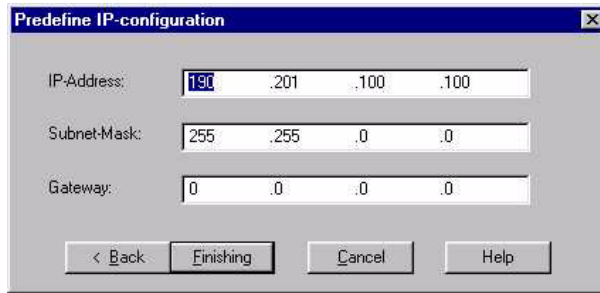 Predefine IP-configuration
IP-Address: 190 .201 .100 .100
Subnet-Mask: 255 .255 .0 .0
Gateway: 0 .0 .0 .0
< Back Finishing Cancel Help